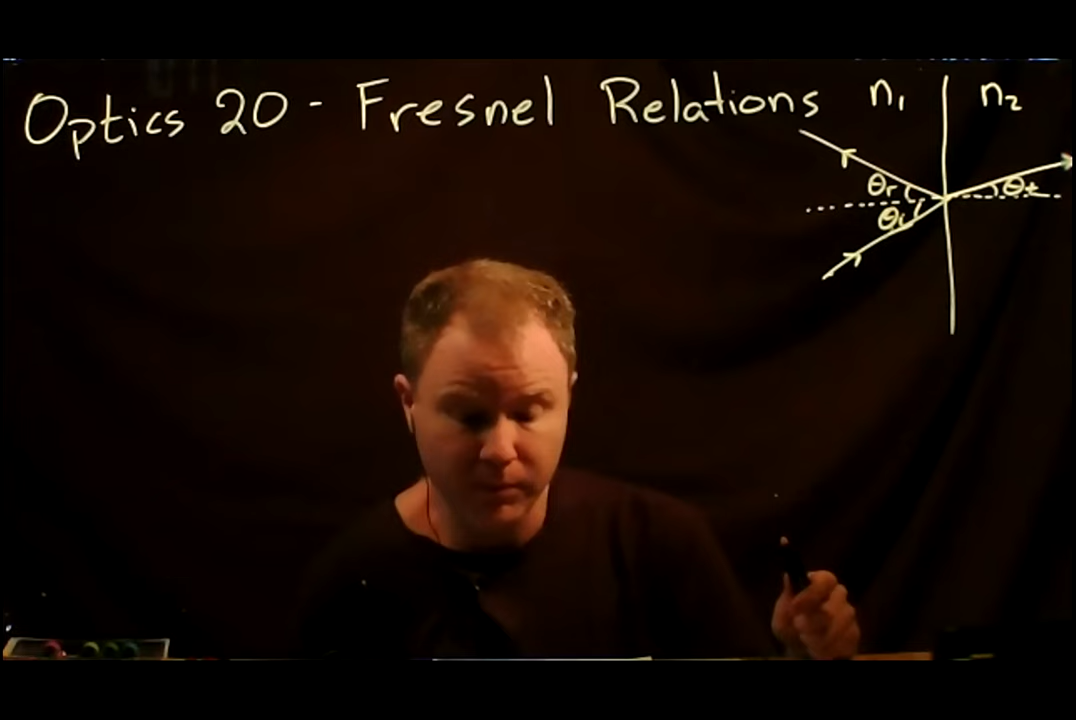 Optics 20 - Fresnel Relations
n₁ n₂
θr θt
θi